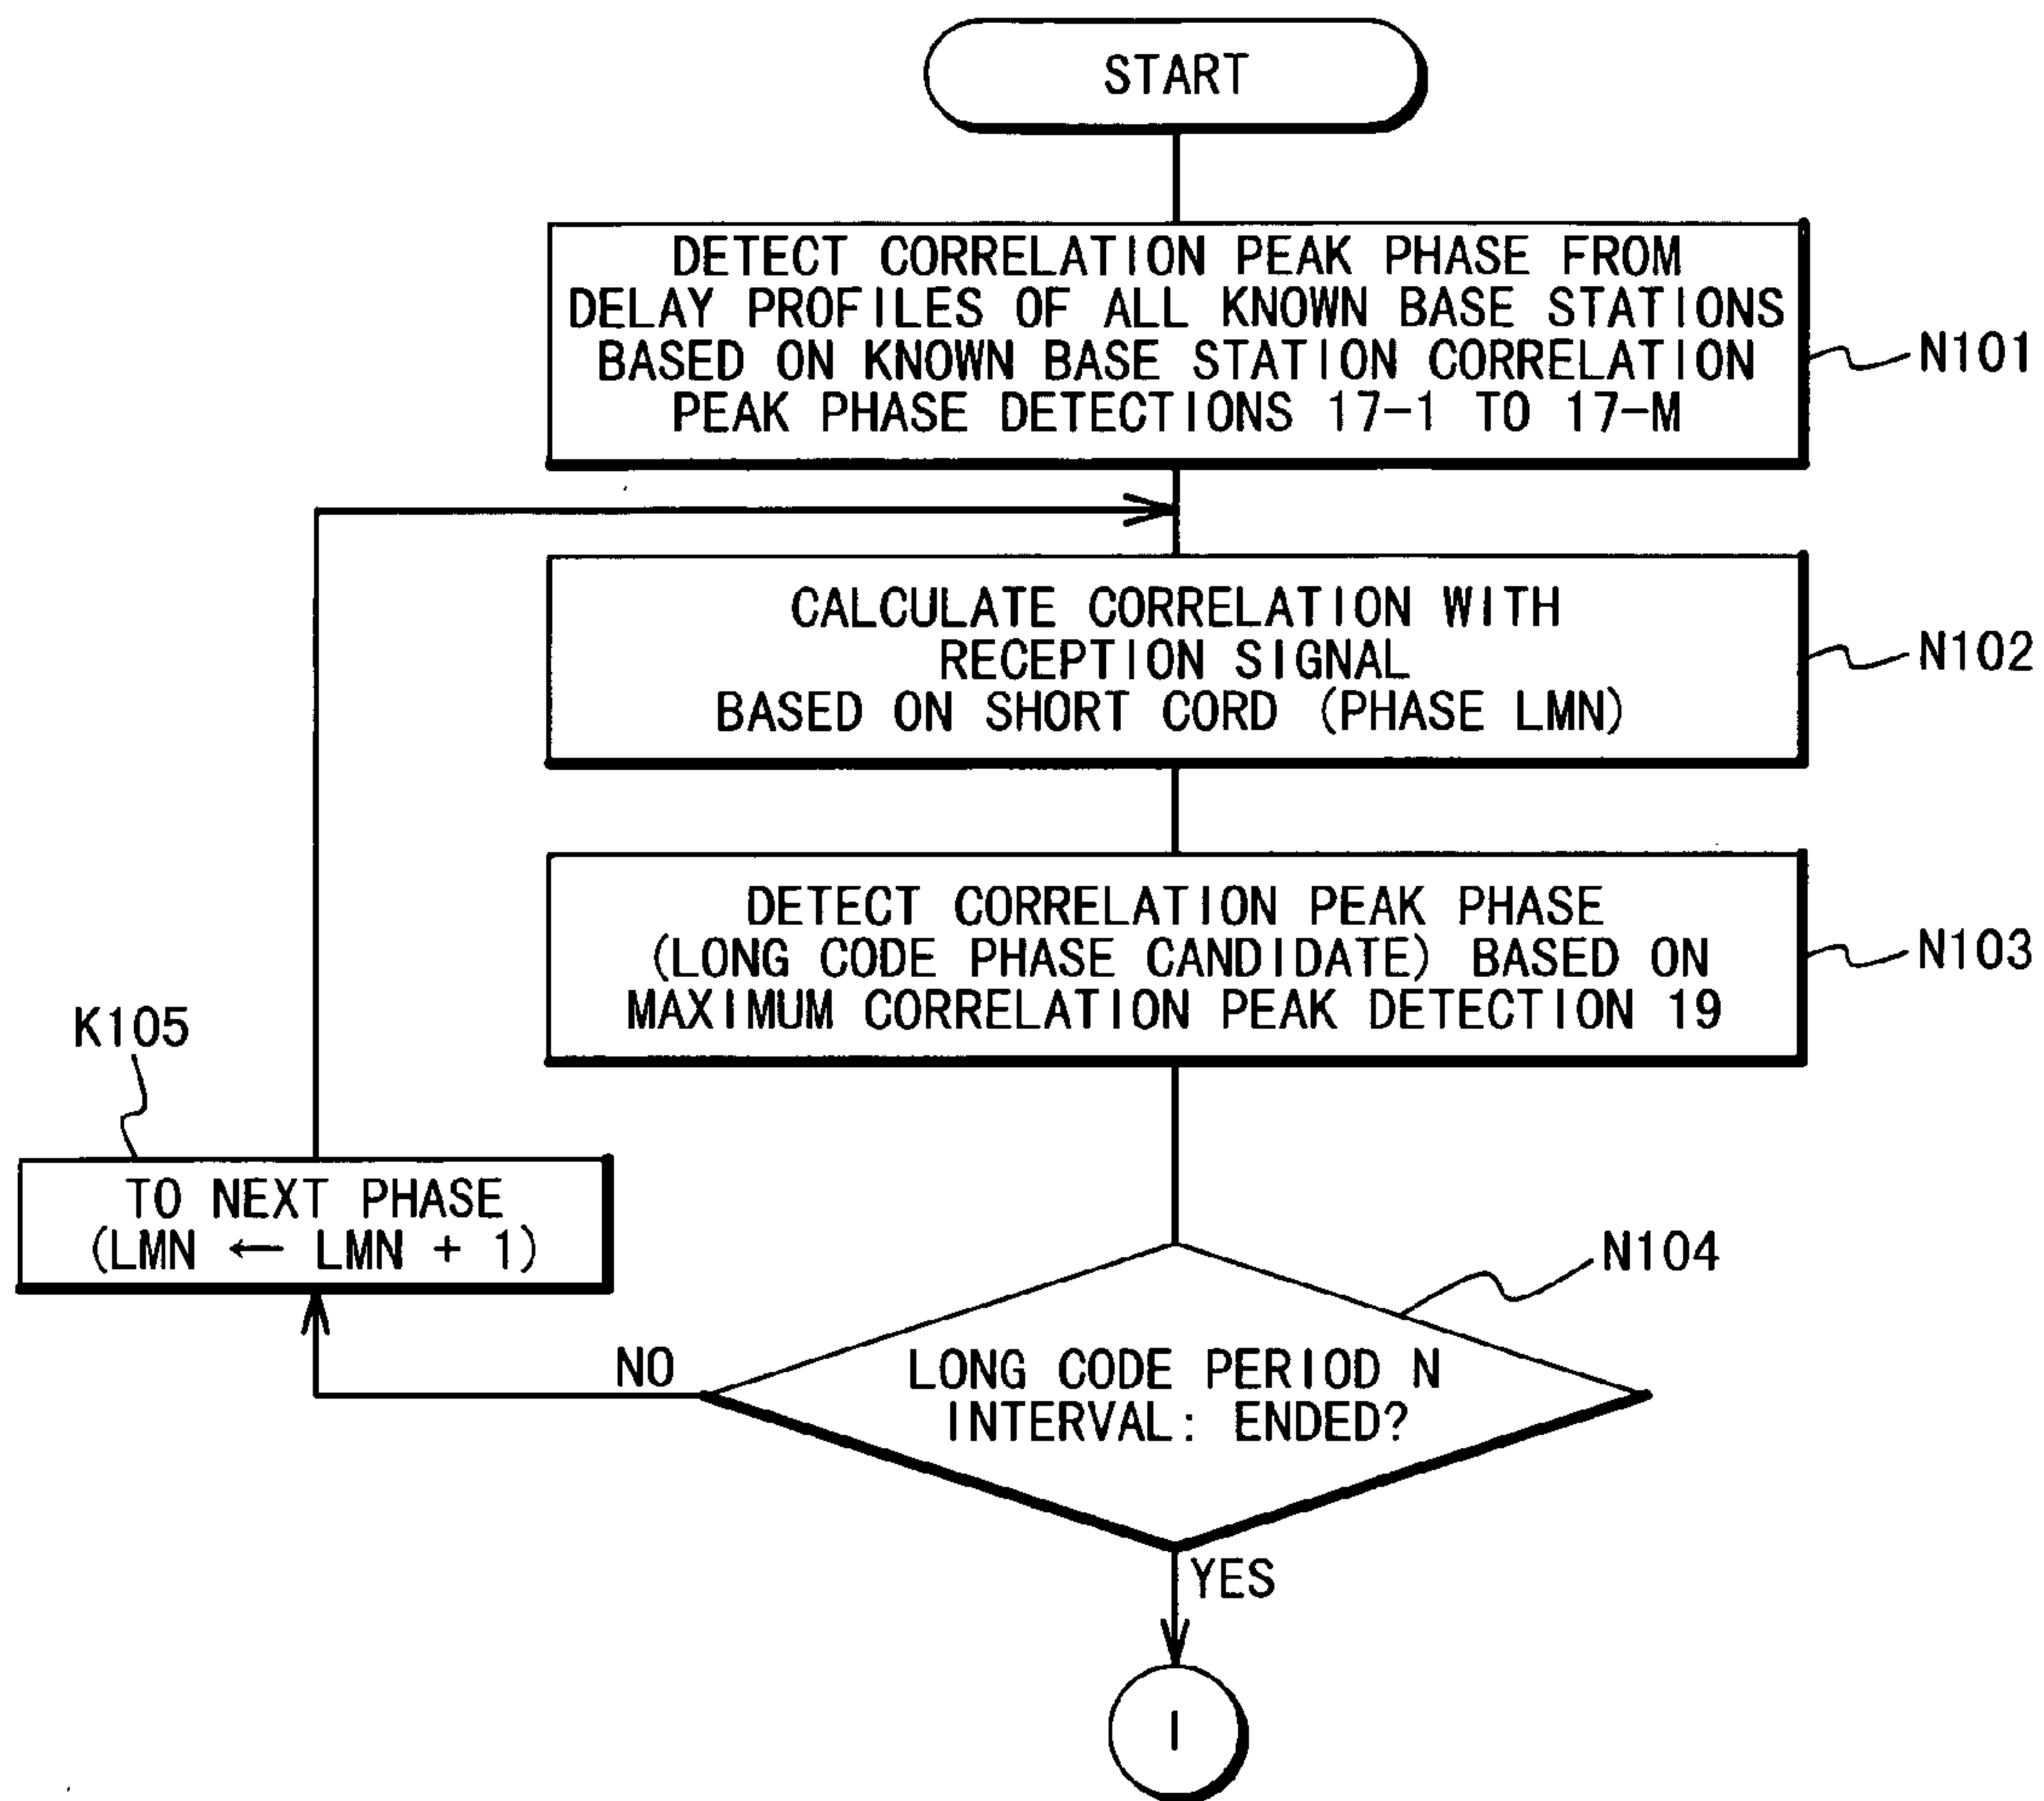 START
DETECT CORRELATION PEAK PHASE FROM
DELAY PROFILES OF ALL KNOWN BASE STATIONS
BASED ON KNOWN BASE STATION CORRELATION
PEAK PHASE DETECTIONS 17-1 TO 17-M
N101
CALCULATE CORRELATION WITH
RECEPTION SIGNAL
BASED ON SHORT CORD (PHASE LMN)
N102
DETECT CORRELATION PEAK PHASE
(LONG CODE PHASE CANDIDATE) BASED ON
MAXIMUM CORRELATION PEAK DETECTION 19
N103
K105
TO NEXT PHASE
(LMN ← LMN + 1)
N104
NO
LONG CODE PERIOD N
INTERVAL: ENDED?
YES
I